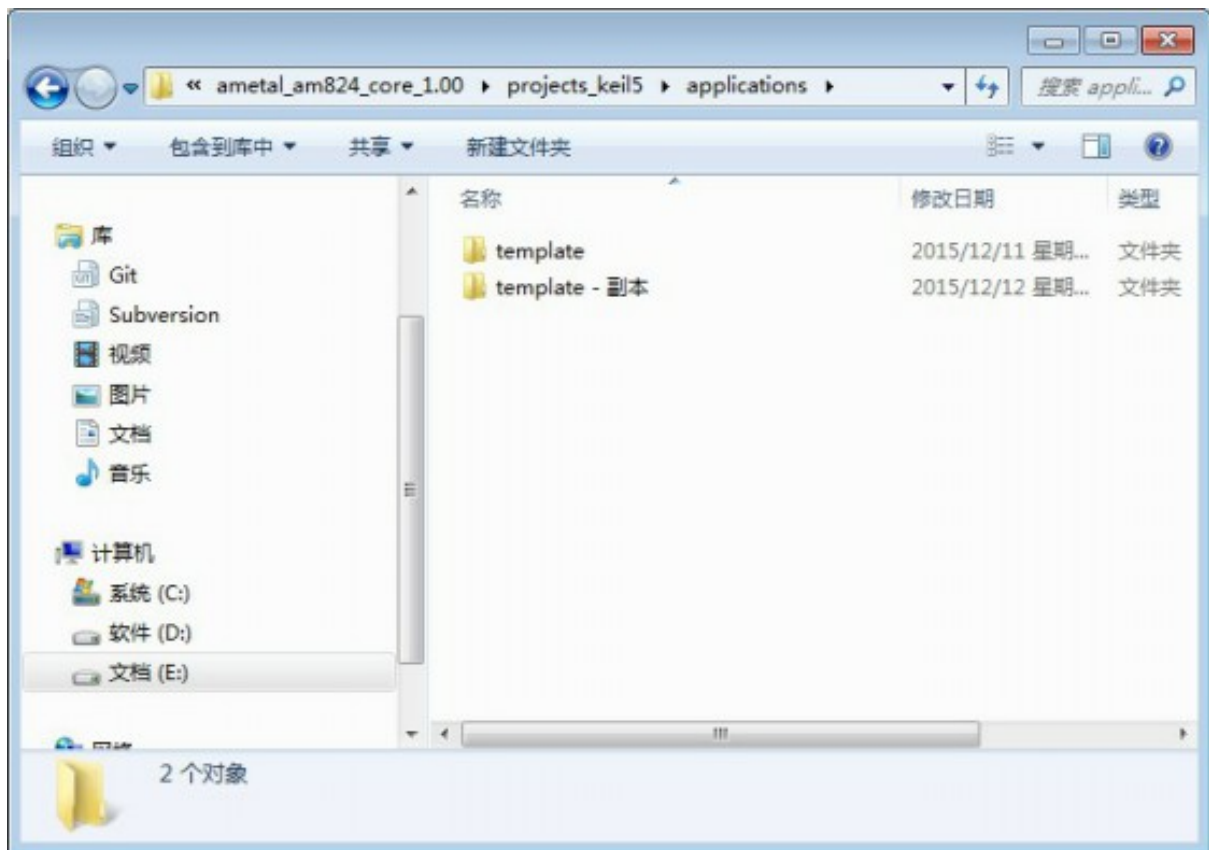 « ametal_am824_core_1.00 ▸ projects_keil5 ▸ applications ▸
搜索 appli...
组织 包含到库中 共享 新建文件夹
名称 修改日期 类型
库
Git
Subversion
视频
图片
文档
音乐
计算机
系统 (C:)
软件 (D:)
文档 (E:)
网络
template 2015/12/11 星期... 文件夹
template - 副本 2015/12/12 星期... 文件夹
2 个对象